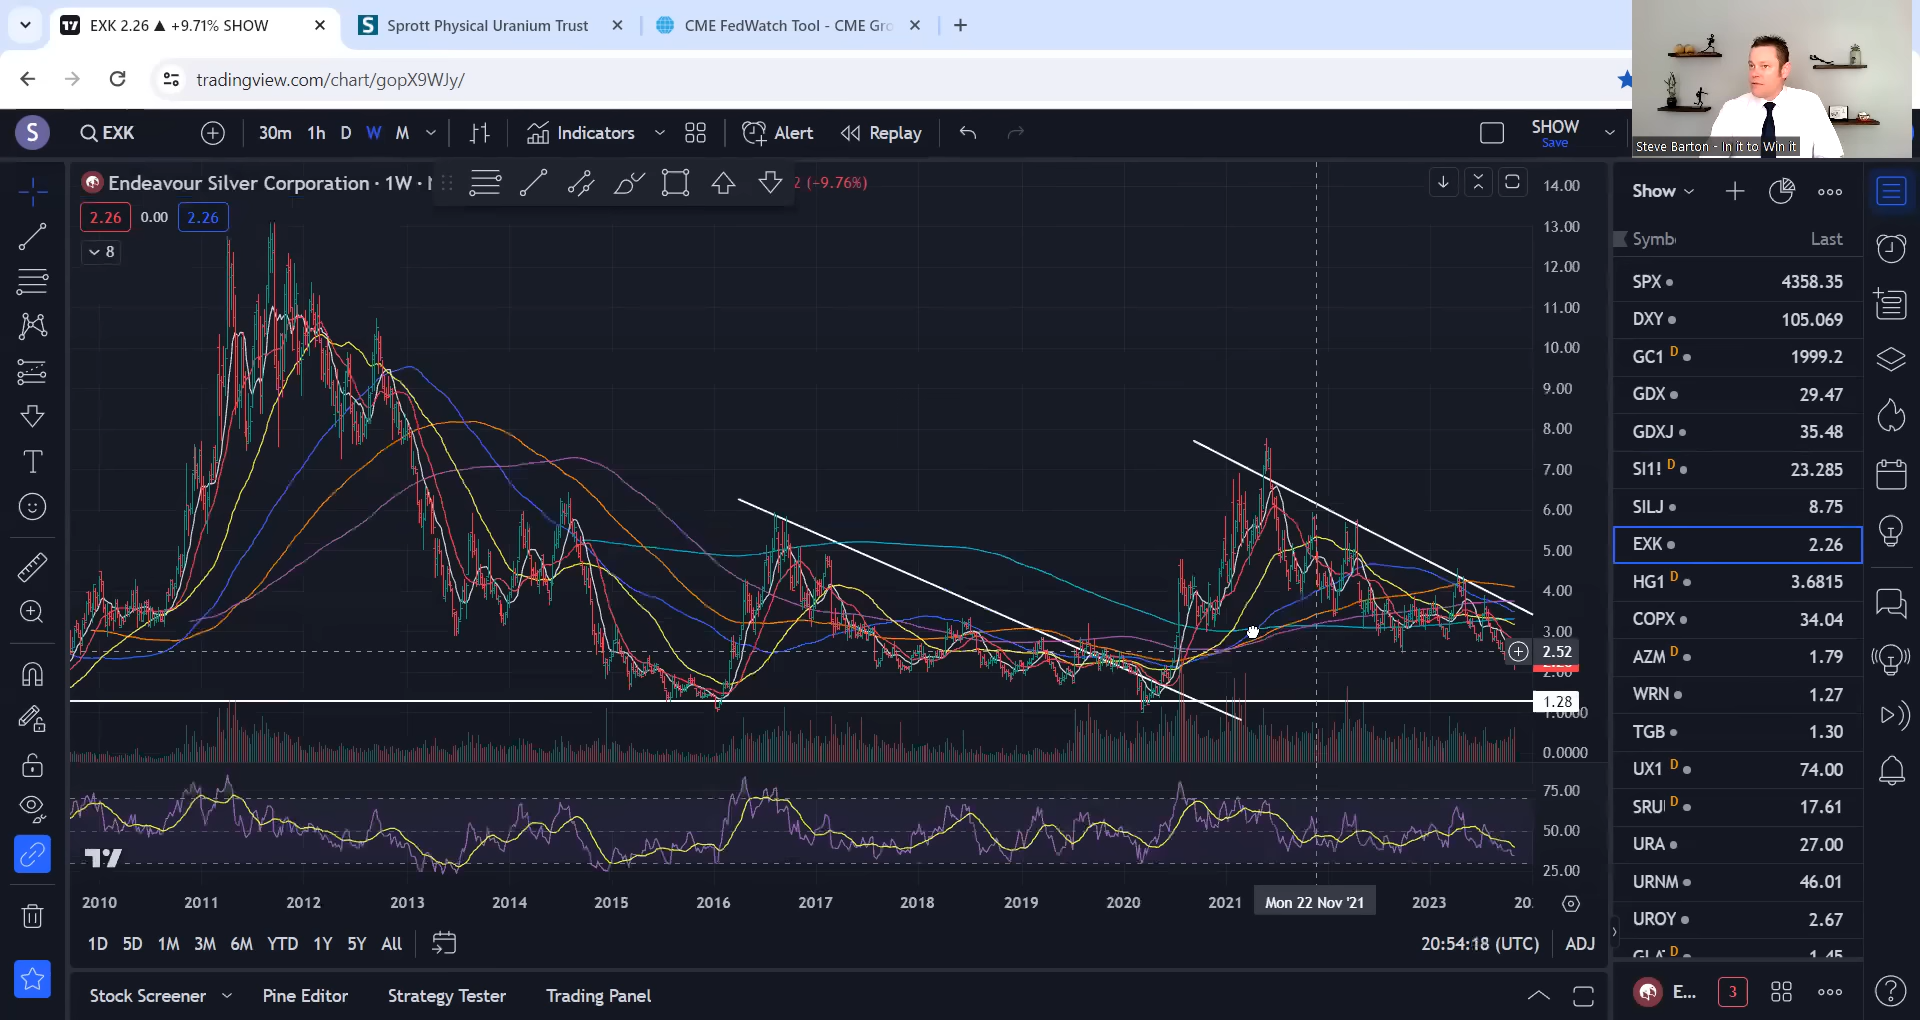 EXK 2.26 ▲ +9.71% SHOW
Sprott Physical Uranium Trust
CME FedWatch Tool - CME Gro
tradingview.com/chart/gopX9WJy/
Steve Barton - In it to Win it
S
EXK
30m 1h D W M
Indicators
Alert
Replay
SHOW
Save
Endeavour Silver Corporation · 1W ·
2 (+9.76%)
2.26 0.00 2.26
8
14.00
13.00
12.00
11.00
10.00
9.00
8.00
7.00
6.00
5.00
4.00
3.00
2.52
2.00
1.28
1.0000
0.0000
75.00
50.00
25.00
2010 2011 2012 2013 2014 2015 2016 2017 2018 2019 2020 2021 Mon 22 Nov '21 2023 20
1D 5D 1M 3M 6M YTD 1Y 5Y All
20:54:18 (UTC) ADJ
Stock Screener Pine Editor Strategy Tester Trading Panel
Show
Symb Last
SPX 4358.35
DXY 105.069
GC1 D 1999.2
GDX 29.47
GDXJ 35.48
SI1! D 23.285
SILJ 8.75
EXK 2.26
HG1 D 3.6815
COPX 34.04
AZM D 1.79
WRN 1.27
TGB 1.30
UX1 D 74.00
SRU D 17.61
URA 27.00
URNM 46.01
UROY 2.67
1.45
E... 3